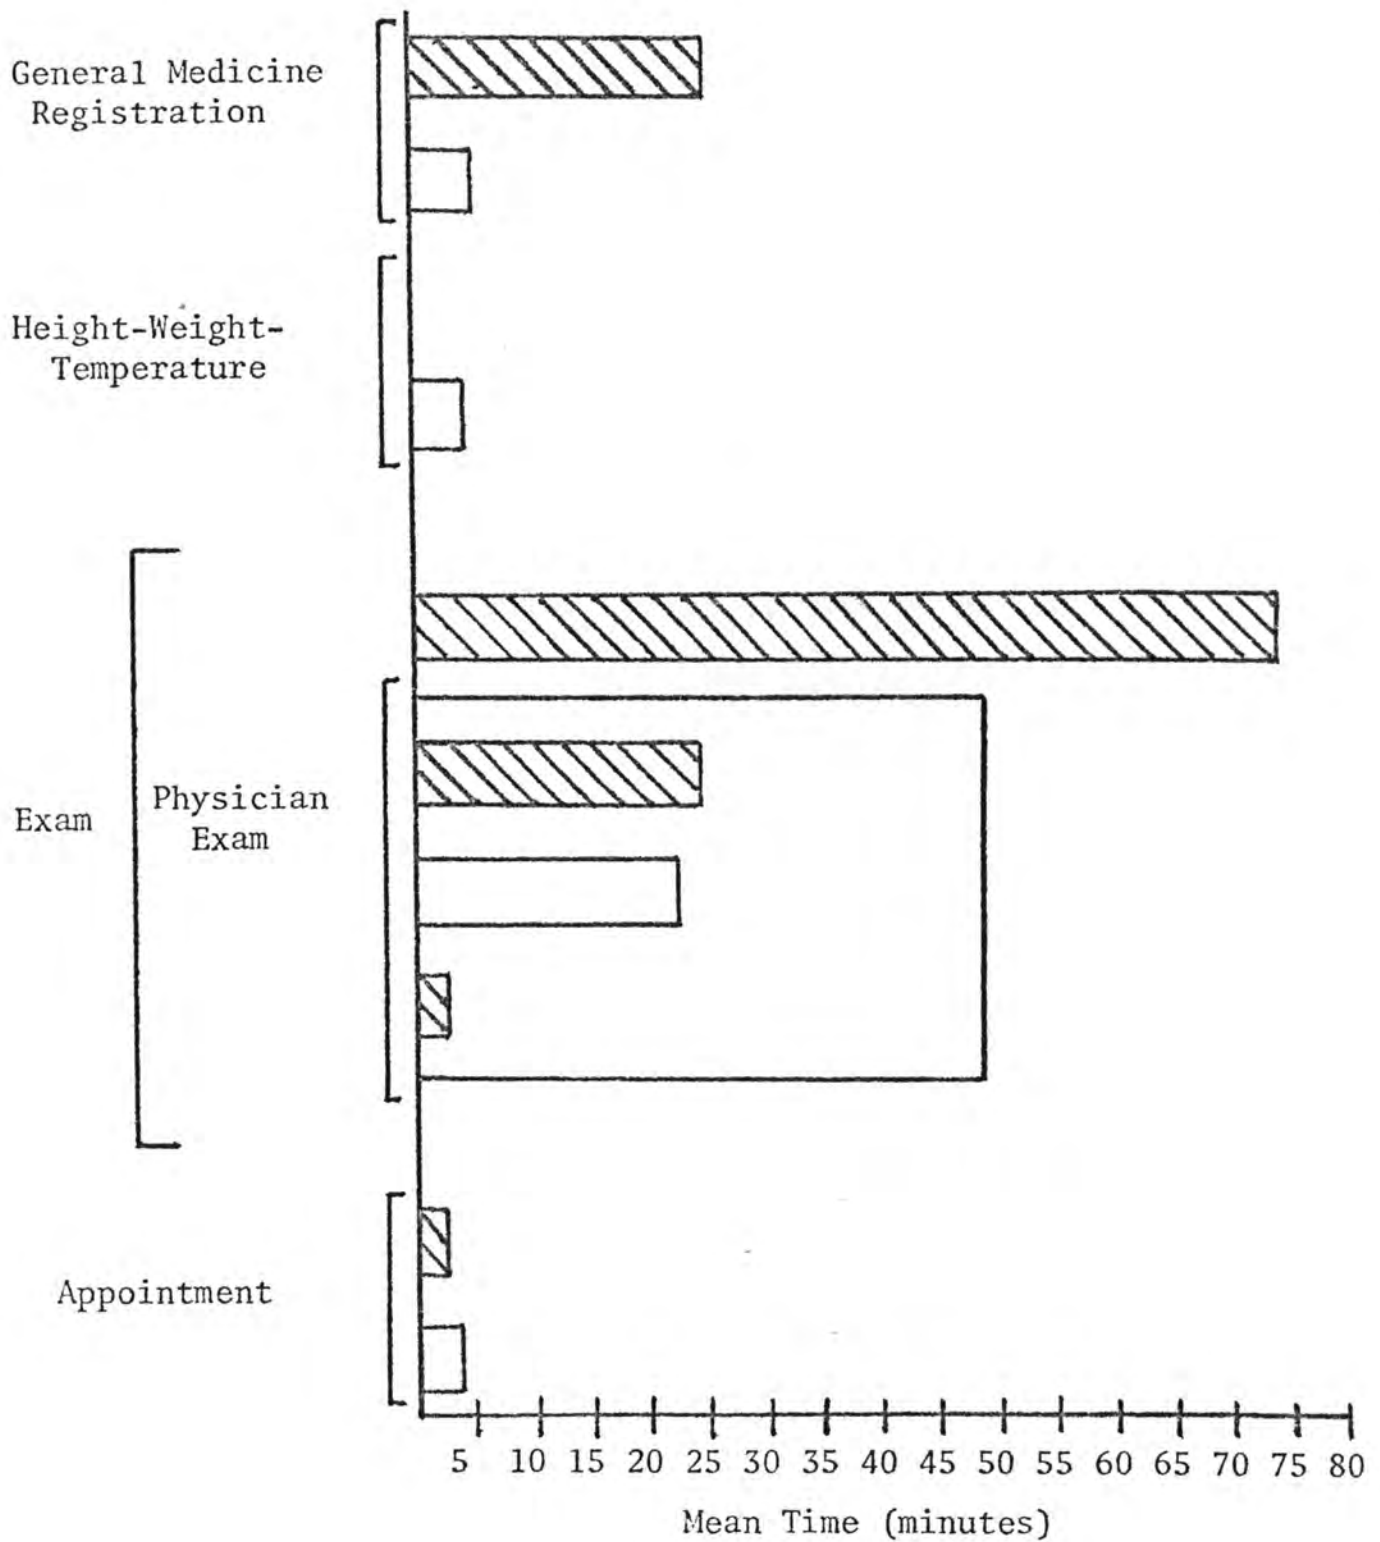 General Medicine
Registration
Height-Weight-
Temperature
Exam
Physician
Exam
Appointment
5 10 15 20 25 30 35 40 45 50 55 60 65 70 75 80
Mean Time (minutes)